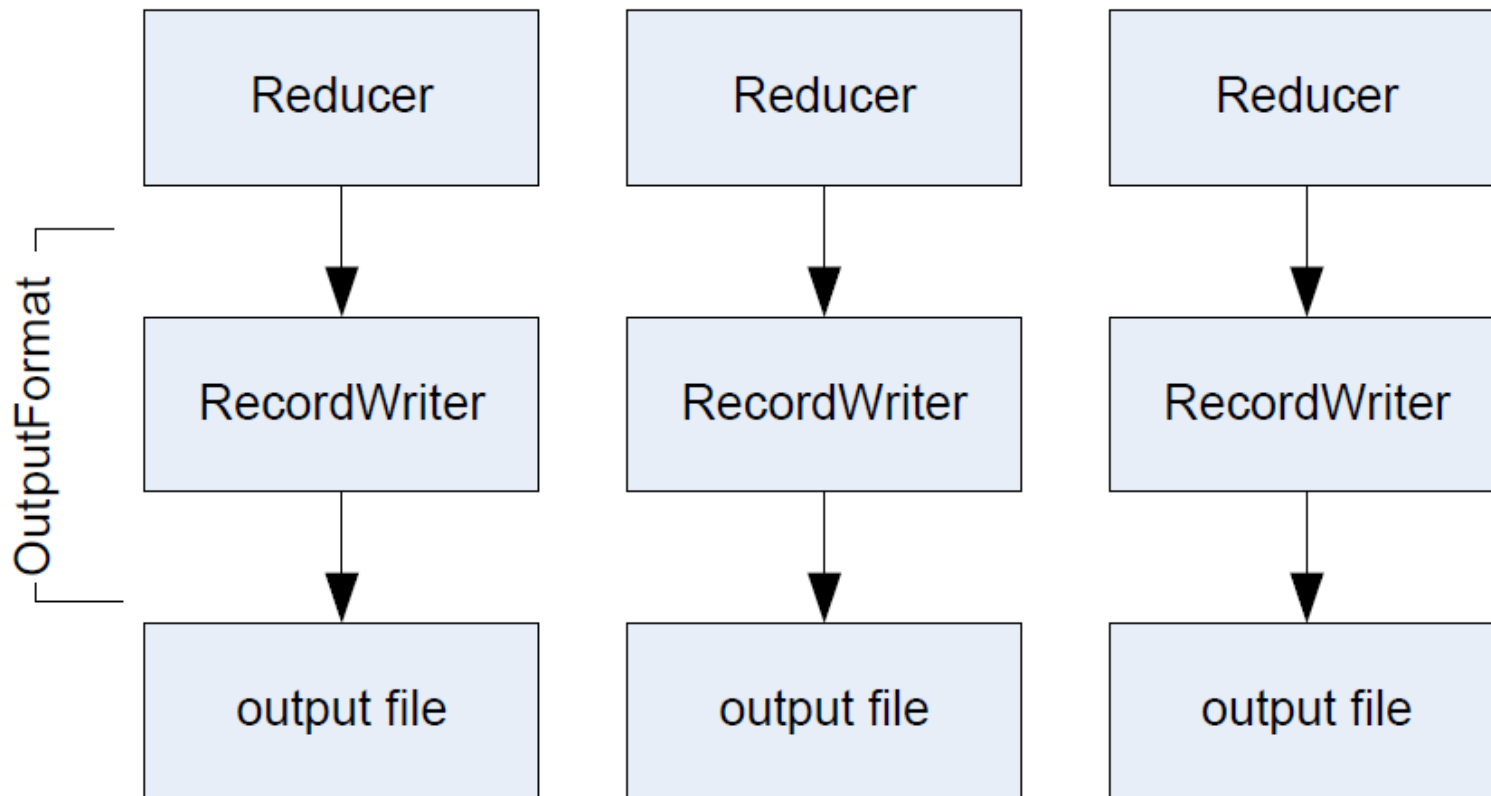 Reducer
Reducer
Reducer
OutputFormat
RecordWriter
RecordWriter
RecordWriter
output file
output file
output file